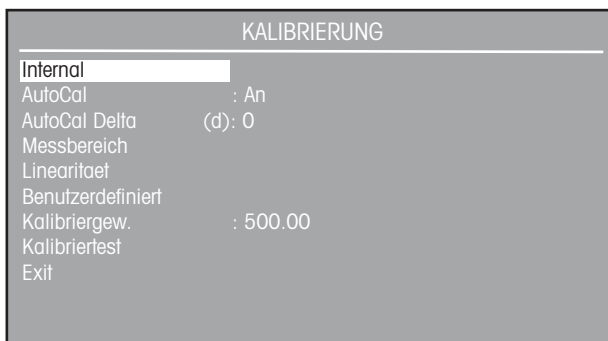 KALIBRIERUNG
Internal
AutoCal : An
AutoCal Delta (d): 0
Messbereich
Linearitaet
Benutzerdefiniert
Kalibriergew. : 500.00
Kalibriertest
Exit